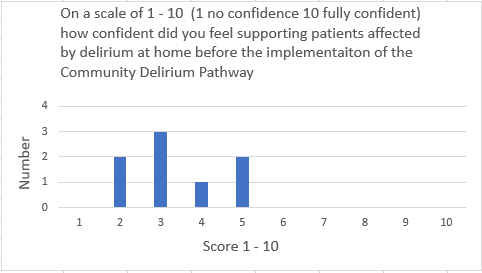 On a scale of 1 - 10  (1 no confidence 10 fully confident)
how confident did you feel supporting patients affected
by delirium at home before the implementaiton of the
Community Delirium Pathway
4
3
2
1
0
Number
1 2 3 4 5 6 7 8 9 10
Score 1 - 10